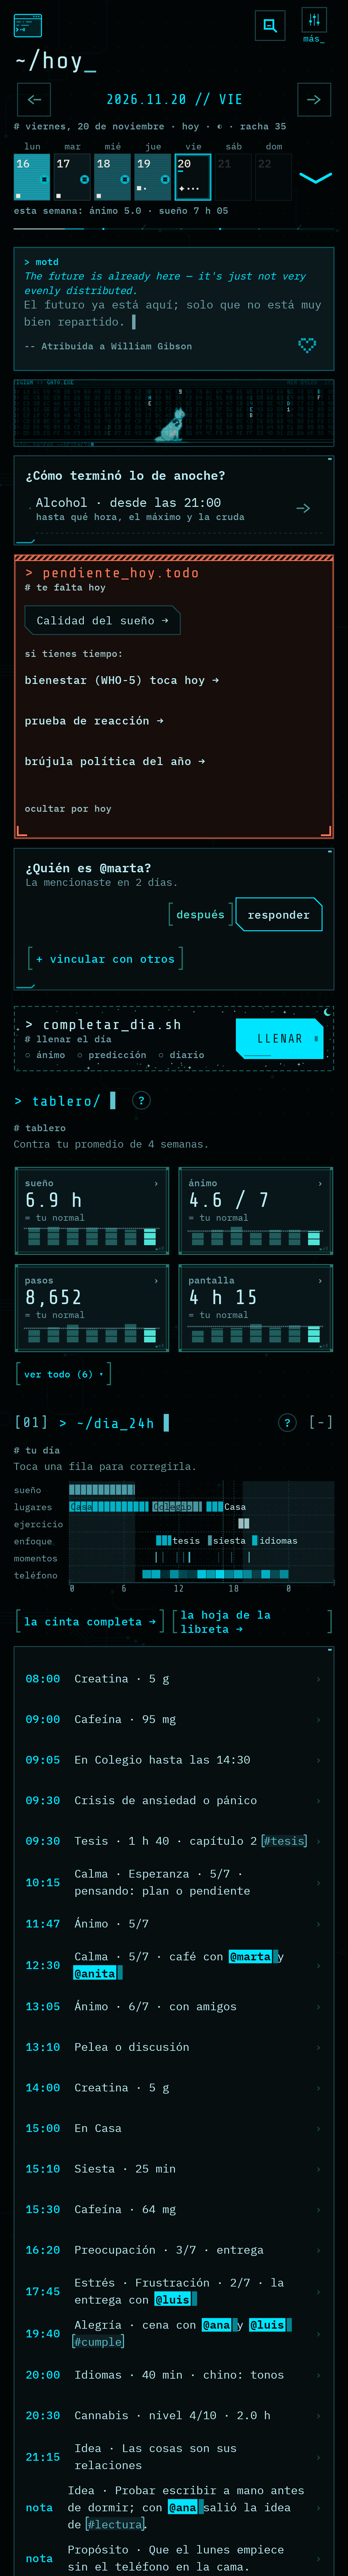 más_
~/hoy_
2026.11.20 // VIE
# viernes, 20 de noviembre · hoy · ◐ · racha 35
lun mar mié jue vie sáb dom
16 17 18 19 20 21 22
esta semana: ánimo 5.0 · sueño 7 h 05
> motd
The future is already here — it's just not very
evenly distributed.
El futuro ya está aquí; solo que no está muy
bien repartido.
-- Atribuida a William Gibson
¿Cómo terminó lo de anoche?
Alcohol · desde las 21:00
hasta qué hora, el máximo y la cruda
> pendiente_hoy.todo
# te falta hoy
Calidad del sueño →
si tienes tiempo:
bienestar (WHO-5) toca hoy →
prueba de reacción →
brújula política del año →
ocultar por hoy
¿Quién es @marta?
La mencionaste en 2 días.
después
responder
+ vincular con otros
> completar_dia.sh
# llenar el día
○ ánimo ○ predicción ○ diario
LLENAR
> tablero/
?
# tablero
Contra tu promedio de 4 semanas.
sueño ›
6.9 h
= tu normal
ánimo ›
4.6 / 7
= tu normal
pasos ›
8,652
= tu normal
pantalla ›
4 h 15
= tu normal
ver todo (6) ▾
[01] > ~/dia_24h
? [-]
# tu día
Toca una fila para corregirla.
sueño
lugares Casa Colegio Casa
ejercicio
enfoque tesis siesta idiomas
momentos
teléfono
0 6 12 18 0
la cinta completa →
la hoja de la
libreta →
08:00 Creatina · 5 g ›
09:00 Cafeína · 95 mg ›
09:05 En Colegio hasta las 14:30 ›
09:30 Crisis de ansiedad o pánico ›
09:30 Tesis · 1 h 40 · capítulo 2 #tesis ›
10:15 Calma · Esperanza · 5/7 ·
pensando: plan o pendiente ›
11:47 Ánimo · 5/7 ›
12:30 Calma · 5/7 · café con @marta y
@anita ›
13:05 Ánimo · 6/7 · con amigos ›
13:10 Pelea o discusión ›
14:00 Creatina · 5 g ›
15:00 En Casa ›
15:10 Siesta · 25 min ›
15:30 Cafeína · 64 mg ›
16:20 Preocupación · 3/7 · entrega ›
17:45 Estrés · Frustración · 2/7 · la
entrega con @luis ›
19:40 Alegría · cena con @ana y @luis
#cumple ›
20:00 Idiomas · 40 min · chino: tonos ›
20:30 Cannabis · nivel 4/10 · 2.0 h ›
21:15 Idea · Las cosas son sus
relaciones ›
nota Idea · Probar escribir a mano antes
de dormir; con @ana salió la idea
de #lectura. ›
nota Propósito · Que el lunes empiece
sin el teléfono en la cama. ›